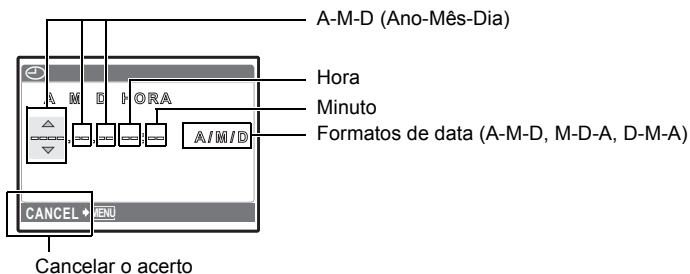 A-M-D (Ano-Mês-Dia)
Hora
Minuto
Formatos de data (A-M-D, M-D-A, D-M-A)
A M D HORA
----.--.-- --:-- A/M/D
CANCEL MENU
Cancelar o acerto